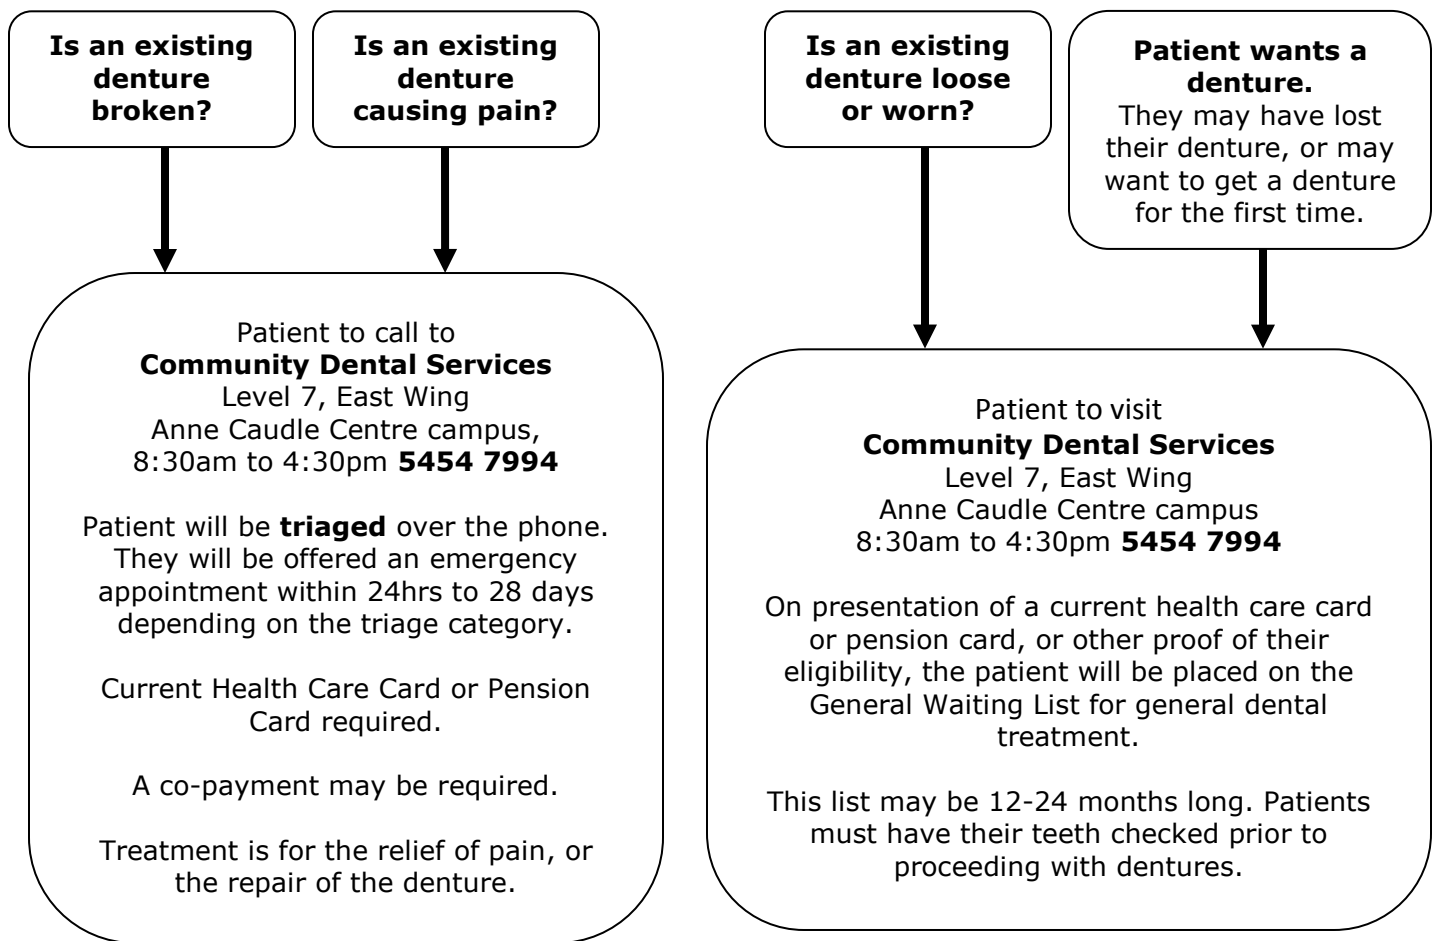 Is an existing
denture
broken?
Is an existing
denture
causing pain?
Is an existing
denture loose
or worn?
Patient wants a
denture.
They may have lost
their denture, or may
want to get a denture
for the first time.
Patient to call to
Community Dental Services
Level 7, East Wing
Anne Caudle Centre campus,
8:30am to 4:30pm 5454 7994
Patient will be triaged over the phone.
They will be offered an emergency
appointment within 24hrs to 28 days
depending on the triage category.
Current Health Care Card or Pension
Card required.
A co-payment may be required.
Treatment is for the relief of pain, or
the repair of the denture.
Patient to visit
Community Dental Services
Level 7, East Wing
Anne Caudle Centre campus
8:30am to 4:30pm 5454 7994
On presentation of a current health care card
or pension card, or other proof of their
eligibility, the patient will be placed on the
General Waiting List for general dental
treatment.
This list may be 12-24 months long. Patients
must have their teeth checked prior to
proceeding with dentures.